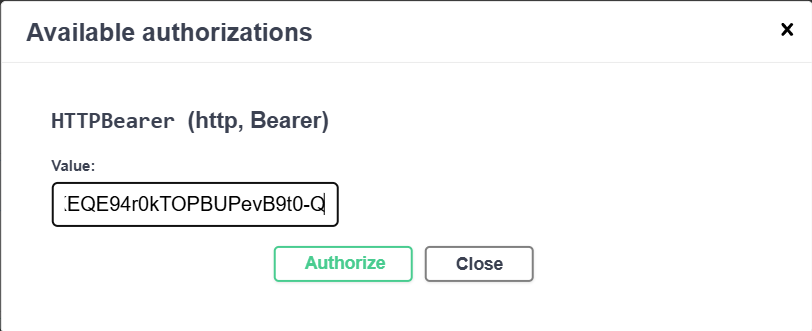 Available authorizations
HTTPBearer (http, Bearer)
Value:
EQE94r0kTOPBUPevB9t0-Q
Authorize
Close